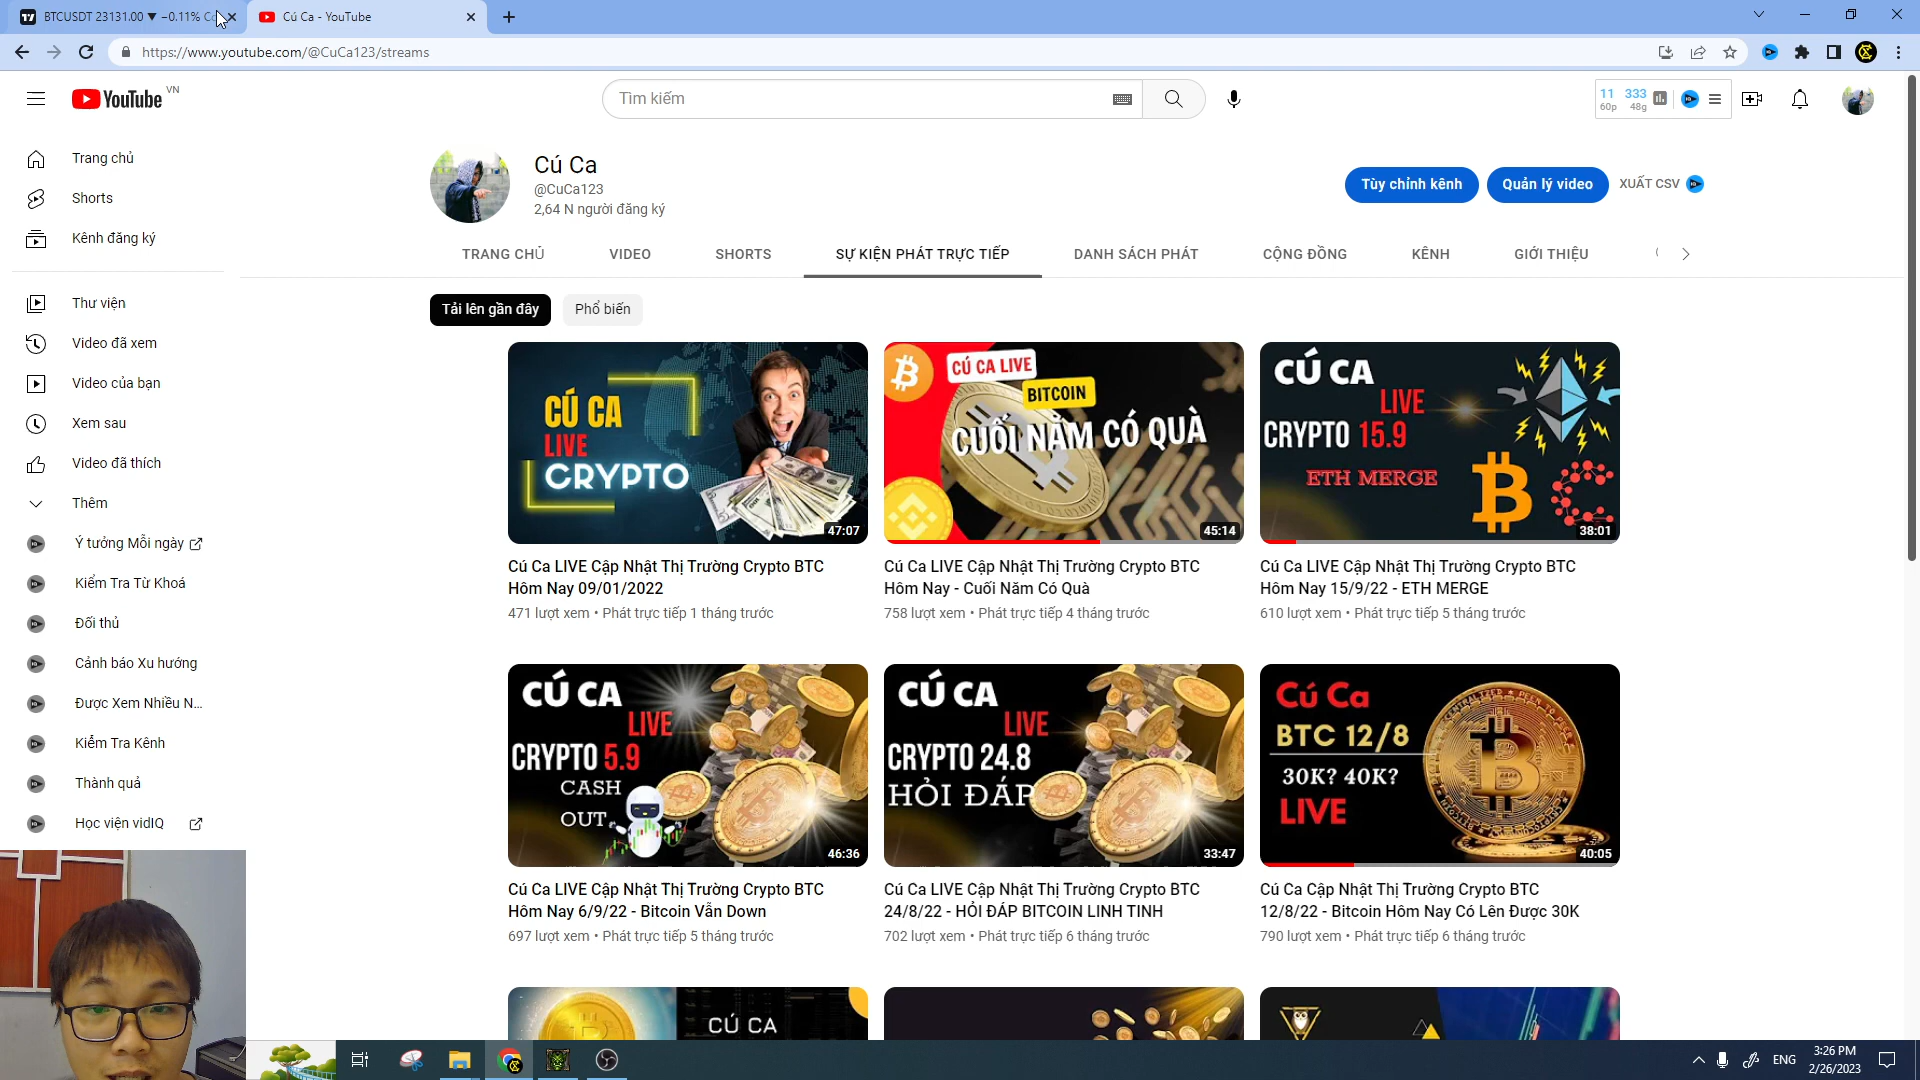 BTCUSDT 23131.00 ▼ −0.11% Co
Cú Ca - YouTube
https://www.youtube.com/@CuCa123/streams
YouTube VN
Tìm kiếm
11 333
60p 48g
Trang chủ
Shorts
Kênh đăng ký
Thư viện
Video đã xem
Video của bạn
Xem sau
Video đã thích
Thêm
Ý tưởng Mỗi ngày
Kiểm Tra Từ Khoá
Đối thủ
Cảnh báo Xu hướng
Được Xem Nhiều N...
Kiểm Tra Kênh
Thành quả
Học viện vidIQ
Cú Ca
@CuCa123
2,64 N người đăng ký
Tùy chỉnh kênh
Quản lý video
XUẤT CSV
TRANG CHỦ
VIDEO
SHORTS
SỰ KIỆN PHÁT TRỰC TIẾP
DANH SÁCH PHÁT
CỘNG ĐỒNG
KÊNH
GIỚI THIỆU
Tải lên gần đây
Phổ biến
CÚ CA
LIVE
CRYPTO
47:07
Cú Ca LIVE Cập Nhật Thị Trường Crypto BTC
Hôm Nay 09/01/2022
471 lượt xem • Phát trực tiếp 1 tháng trước
CÚ CA LIVE
BITCOIN
CUỐI NĂM CÓ QUÀ
45:14
Cú Ca LIVE Cập Nhật Thị Trường Crypto BTC
Hôm Nay - Cuối Năm Có Quà
758 lượt xem • Phát trực tiếp 4 tháng trước
CÚ CA
LIVE
CRYPTO 15.9
ETH MERGE
38:01
Cú Ca LIVE Cập Nhật Thị Trường Crypto BTC
Hôm Nay 15/9/22 - ETH MERGE
610 lượt xem • Phát trực tiếp 5 tháng trước
CÚ CA
LIVE
CRYPTO 5.9
CASH
OUT
46:36
Cú Ca LIVE Cập Nhật Thị Trường Crypto BTC
Hôm Nay 6/9/22 - Bitcoin Vẫn Down
697 lượt xem • Phát trực tiếp 5 tháng trước
CÚ CA
LIVE
CRYPTO 24.8
HỎI ĐÁP
33:47
Cú Ca LIVE Cập Nhật Thị Trường Crypto BTC
24/8/22 - HỎI ĐÁP BITCOIN LINH TINH
702 lượt xem • Phát trực tiếp 6 tháng trước
Cú Ca
BTC 12/8
30K? 40K?
LIVE
40:05
Cú Ca Cập Nhật Thị Trường Crypto BTC
12/8/22 - Bitcoin Hôm Nay Có Lên Được 30K
790 lượt xem • Phát trực tiếp 6 tháng trước
CÚ CA
ENG
3:26 PM
2/26/2023